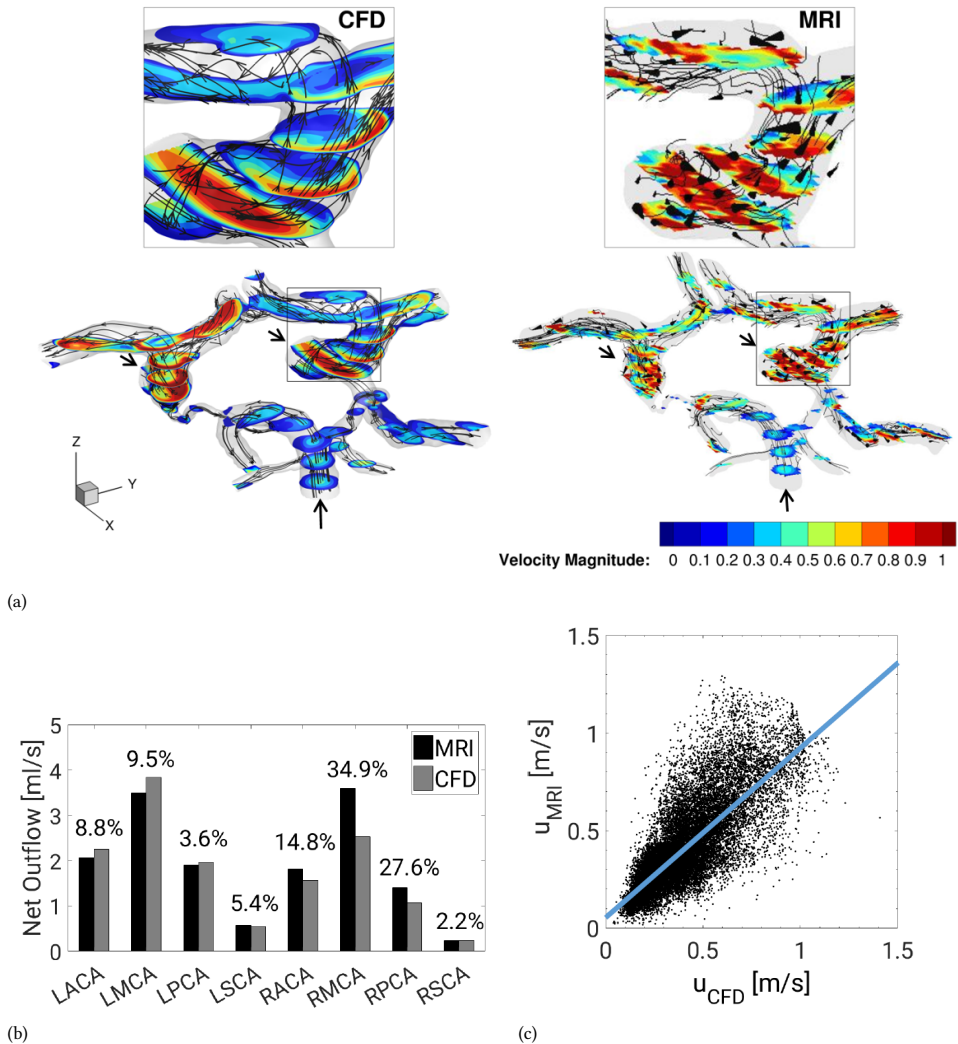 CFD
MRI
Z
Y
X
Velocity Magnitude: 0 0.1 0.2 0.3 0.4 0.5 0.6 0.7 0.8 0.9 1
(a)
Net Outflow [ml/s]
5
4
3
2
1
0
MRI
CFD
8.8%
9.5%
3.6%
5.4%
14.8%
34.9%
27.6%
2.2%
LACA LMCA LPCA LSCA RACA RMCA RPCA RSCA
(b)
u_MRI [m/s]
1.5
1
0.5
0
0 0.5 1 1.5
u_CFD [m/s]
(c)